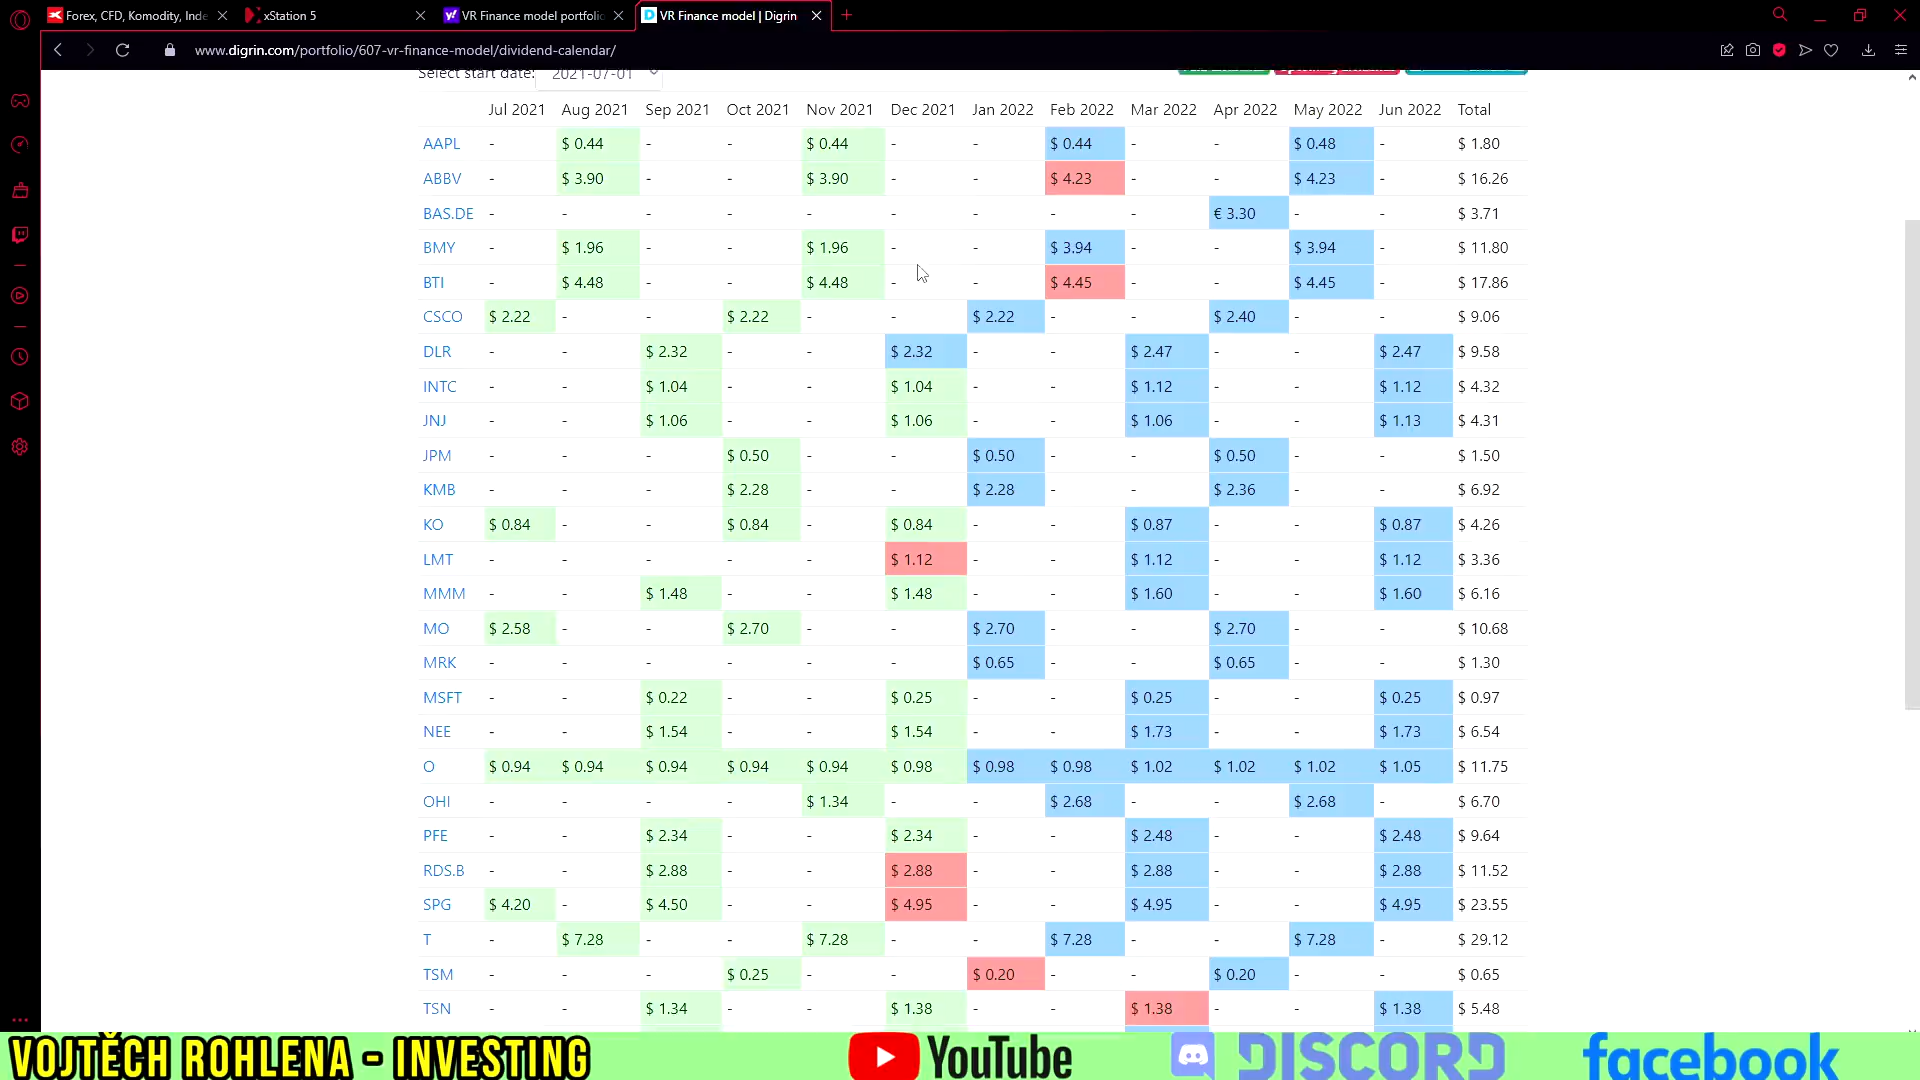 Forex, CFD, Komodity, Inde
xStation 5
VR Finance model portfolio
VR Finance model | Digrin
www.digrin.com/portfolio/607-vr-finance-model/dividend-calendar/
Select start date: 2021-07-01
Jul 2021 Aug 2021 Sep 2021 Oct 2021 Nov 2021 Dec 2021 Jan 2022 Feb 2022 Mar 2022 Apr 2022 May 2022 Jun 2022 Total
AAPL - $ 0.44 - - $ 0.44 - - $ 0.44 - - $ 0.48 - $ 1.80
ABBV - $ 3.90 - - $ 3.90 - - $ 4.23 - - $ 4.23 - $ 16.26
BAS.DE - - - - - - - - - € 3.30 - - $ 3.71
BMY - $ 1.96 - - $ 1.96 - - $ 3.94 - - $ 3.94 - $ 11.80
BTI - $ 4.48 - - $ 4.48 - - $ 4.45 - - $ 4.45 - $ 17.86
CSCO $ 2.22 - - $ 2.22 - - $ 2.22 - - $ 2.40 - - $ 9.06
DLR - - $ 2.32 - - $ 2.32 - - $ 2.47 - - $ 2.47 $ 9.58
INTC - - $ 1.04 - - $ 1.04 - - $ 1.12 - - $ 1.12 $ 4.32
JNJ - - $ 1.06 - - $ 1.06 - - $ 1.06 - - $ 1.13 $ 4.31
JPM - - - $ 0.50 - - $ 0.50 - - $ 0.50 - - $ 1.50
KMB - - - $ 2.28 - - $ 2.28 - - $ 2.36 - - $ 6.92
KO $ 0.84 - - $ 0.84 - $ 0.84 - - $ 0.87 - - $ 0.87 $ 4.26
LMT - - - - - $ 1.12 - - $ 1.12 - - $ 1.12 $ 3.36
MMM - - $ 1.48 - - $ 1.48 - - $ 1.60 - - $ 1.60 $ 6.16
MO $ 2.58 - - $ 2.70 - - $ 2.70 - - $ 2.70 - - $ 10.68
MRK - - - - - - $ 0.65 - - $ 0.65 - - $ 1.30
MSFT - - $ 0.22 - - $ 0.25 - - $ 0.25 - - $ 0.25 $ 0.97
NEE - - $ 1.54 - - $ 1.54 - - $ 1.73 - - $ 1.73 $ 6.54
O $ 0.94 $ 0.94 $ 0.94 $ 0.94 $ 0.94 $ 0.98 $ 0.98 $ 0.98 $ 1.02 $ 1.02 $ 1.02 $ 1.05 $ 11.75
OHI - - - - $ 1.34 - - $ 2.68 - - $ 2.68 - $ 6.70
PFE - - $ 2.34 - - $ 2.34 - - $ 2.48 - - $ 2.48 $ 9.64
RDS.B - - $ 2.88 - - $ 2.88 - - $ 2.88 - - $ 2.88 $ 11.52
SPG $ 4.20 - $ 4.50 - - $ 4.95 - - $ 4.95 - - $ 4.95 $ 23.55
T - $ 7.28 - - $ 7.28 - - $ 7.28 - - $ 7.28 - $ 29.12
TSM - - - $ 0.25 - - $ 0.20 - - $ 0.20 - - $ 0.65
TSN - - $ 1.34 - - $ 1.38 - - $ 1.38 - - $ 1.38 $ 5.48
VOJTĚCH ROHLENA - INVESTING YouTube DISCORD facebook